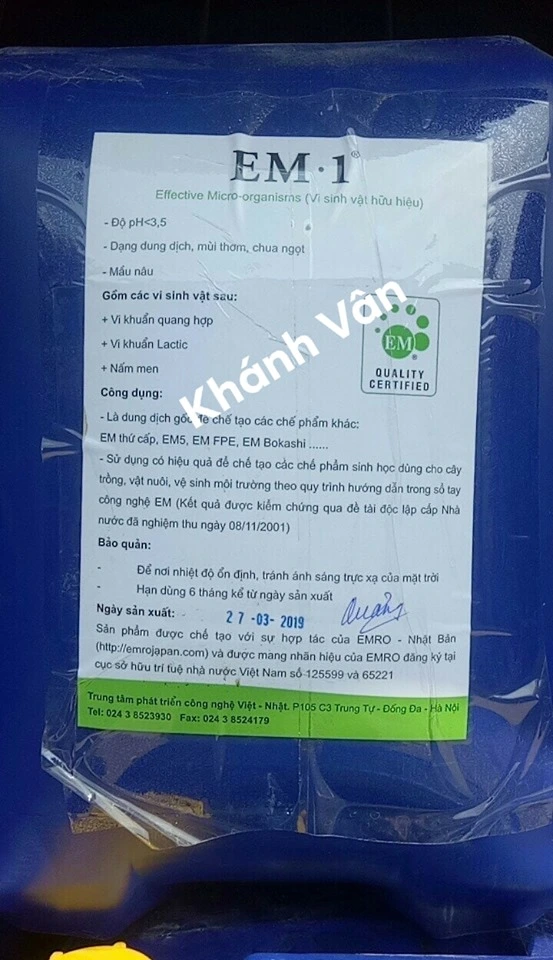 EM·1®
Effective Micro-organisms (Vi sinh vật hữu hiệu)
- Độ pH<3,5
- Dạng dung dịch, mùi thơm, chua ngọt
- Mầu nâu
Gồm các vi sinh vật sau:
+ Vi khuẩn quang hợp
+ Vi khuẩn Lactic
+ Nấm men
EM®
QUALITY
CERTIFIED
Khánh Vân
Công dụng:
- Là dung dịch gốc để chế tạo các chế phẩm khác:
EM thứ cấp, EM5, EM FPE, EM Bokashi ......
- Sử dụng có hiệu quả để chế tạo các chế phẩm sinh học dùng cho cây
trồng, vật nuôi, vệ sinh môi trường theo quy trình hướng dẫn trong sổ tay
công nghệ EM (Kết quả được kiểm chứng qua đề tài độc lập cấp Nhà
nước đã nghiệm thu ngày 08/11/2001)
Bảo quản:
- Để nơi nhiệt độ ổn định, tránh ánh sáng trực xạ của mặt trời
- Hạn dùng 6 tháng kể từ ngày sản xuất
Ngày sản xuất: 27-03-2019
Sản phẩm được chế tạo với sự hợp tác của EMRO - Nhật Bản
(http://emrojapan.com) và được mang nhãn hiệu của EMRO đăng ký tại
cục sở hữu trí tuệ nhà nước Việt Nam số 125599 và 65221
Trung tâm phát triển công nghệ Việt - Nhật. P105 C3 Trung Tự - Đống Đa - Hà Nội
Tel: 024 3 8523930 Fax: 024 3 8524179